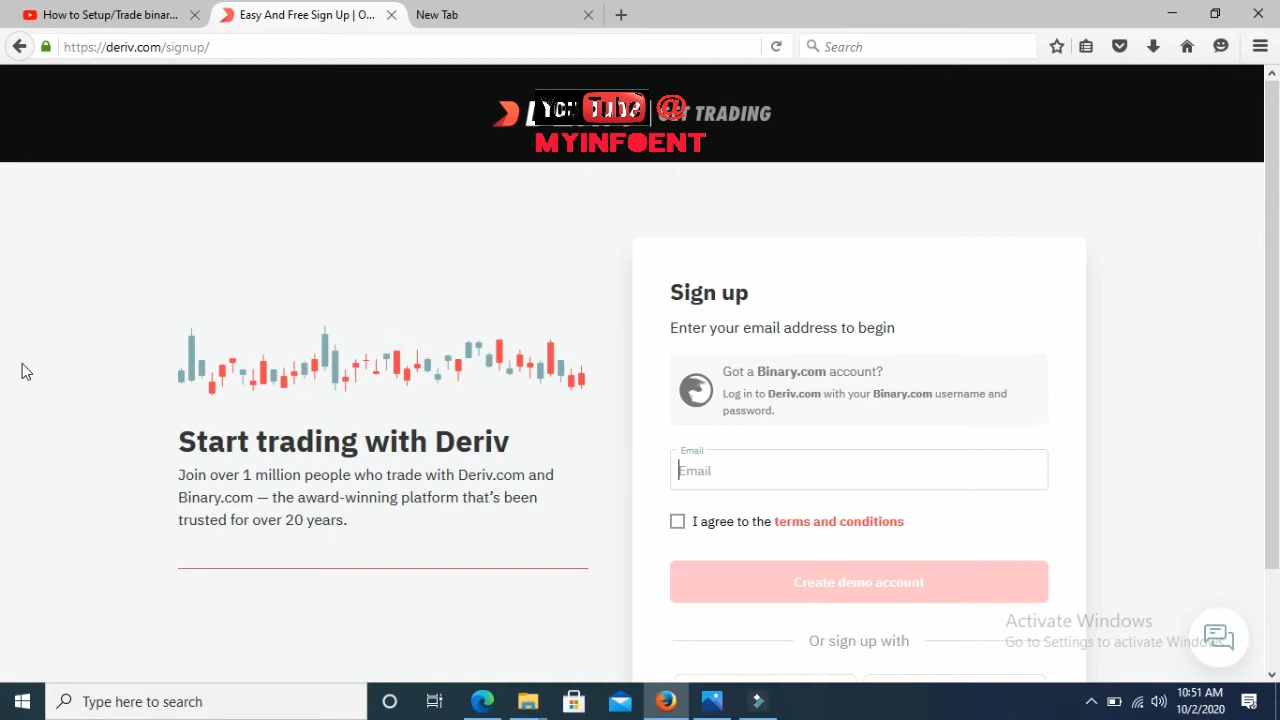 How to Setup/Trade binar...
Easy And Free Sign Up | O...
New Tab
https://deriv.com/signup/
Search
You Tube @
GET TRADING
MYINFOENT
Sign up
Enter your email address to begin
Got a Binary.com account?
Log in to Deriv.com with your Binary.com username and
password.
Start trading with Deriv
Join over 1 million people who trade with Deriv.com and
Binary.com — the award-winning platform that's been
trusted for over 20 years.
Email
Email
I agree to the terms and conditions
Create demo account
Or sign up with
Activate Windows
Go to Settings to activate Windows.
Type here to search
10:51 AM
10/2/2020